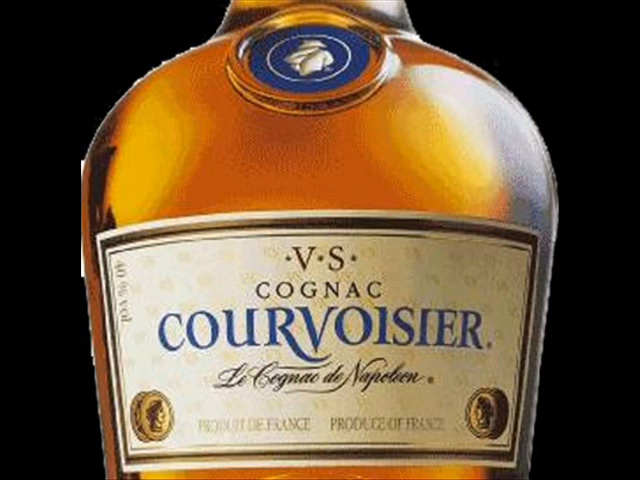 ·V·S·
COGNAC
COURVOISIER®
Le Cognac de Napoleon®
40% vol
PRODUIT DE FRANCE PRODUCE OF FRANCE